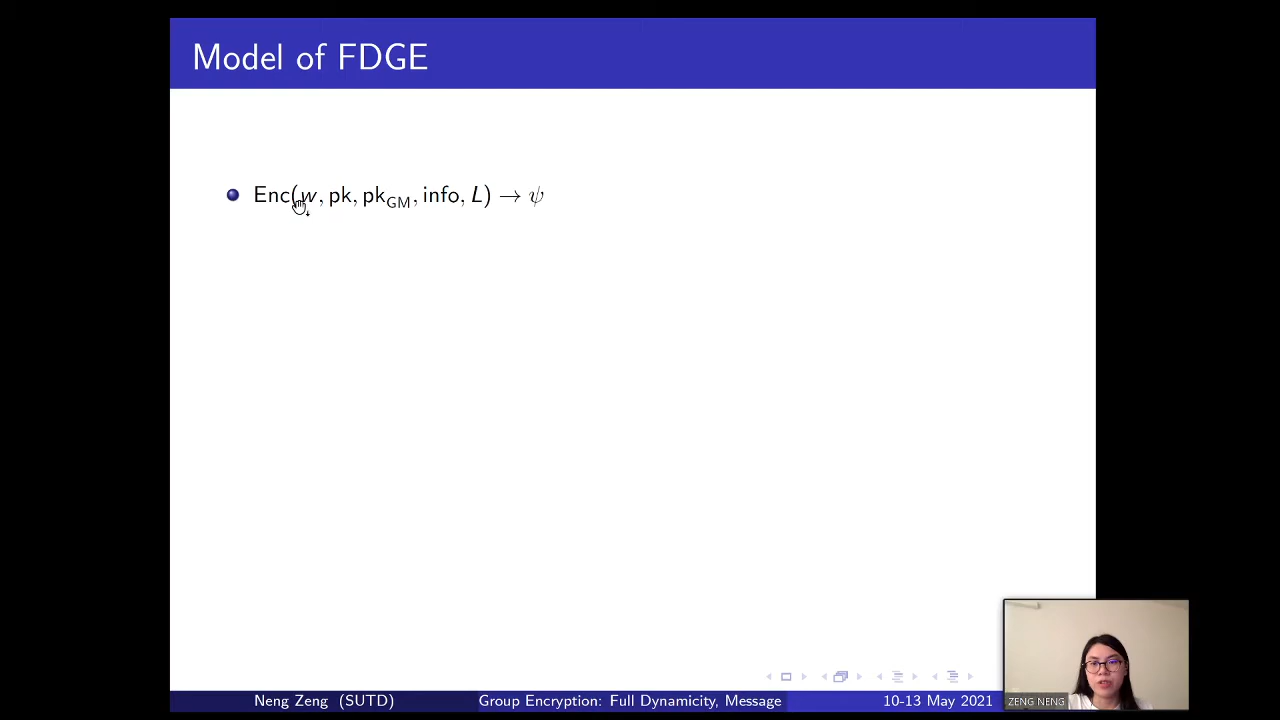 Model of FDGE
Enc(w, pk, pk_GM, info, L) → ψ
Neng Zeng (SUTD)
Group Encryption: Full Dynamicity, Message
10-13 May 2021
ZENG NENG